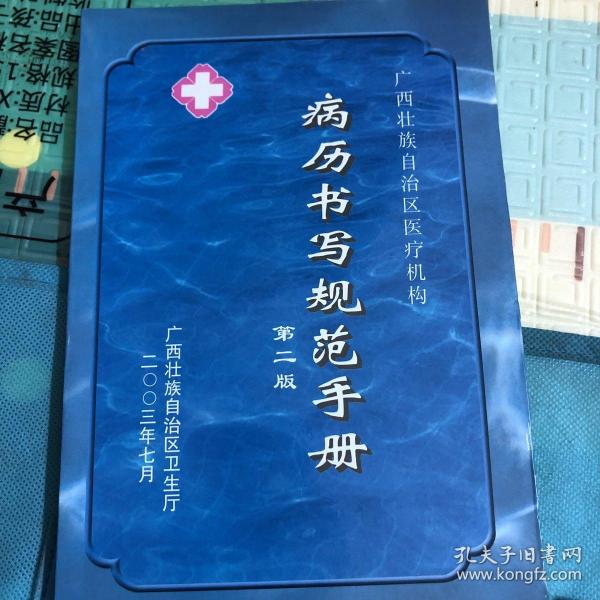 广西壮族自治区医疗机构
病历书写规范手册
第二版
广西壮族自治区卫生厅
二〇〇三年七月
孔夫子旧书网
www.kongfz.com